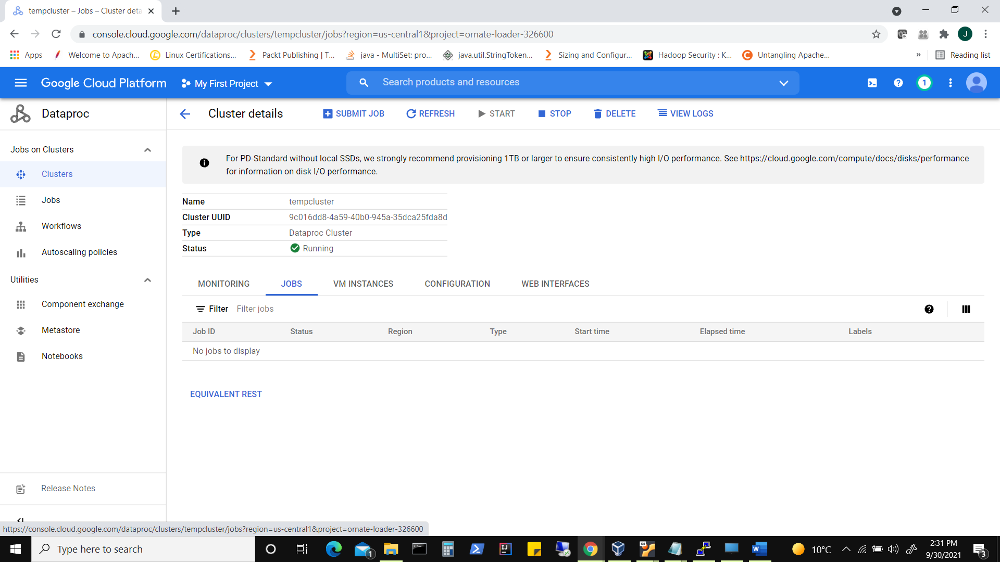 tempcluster – Jobs – Cluster deta
console.cloud.google.com/dataproc/clusters/tempcluster/jobs?region=us-central1&project=ornate-loader-326600
J
Apps
Welcome to Apach...
Linux Certifications...
Packt Publishing | T...
java - MultiSet: pro...
java.util.StringToken...
Sizing and Configur...
Hadoop Security : K...
Untangling Apache...
»
Reading list
Google Cloud Platform
My First Project
Search products and resources
1
Dataproc
Cluster details
SUBMIT JOB
REFRESH
START
STOP
DELETE
VIEW LOGS
Jobs on Clusters
Clusters
Jobs
Workflows
Autoscaling policies
Utilities
Component exchange
Metastore
Notebooks
Release Notes
For PD-Standard without local SSDs, we strongly recommend provisioning 1TB or larger to ensure consistently high I/O performance. See https://cloud.google.com/compute/docs/disks/performance
for information on disk I/O performance.
Name tempcluster
Cluster UUID 9c016dd8-4a59-40b0-945a-35dca25fda8d
Type Dataproc Cluster
Status Running
MONITORING JOBS VM INSTANCES CONFIGURATION WEB INTERFACES
Filter Filter jobs
Job ID Status Region Type Start time Elapsed time Labels
No jobs to display
EQUIVALENT REST
https://console.cloud.google.com/dataproc/clusters/tempcluster/jobs?region=us-central1&project=ornate-loader-326600
Type here to search
1
IJ
64
W
10°C
2:31 PM
9/30/2021
3